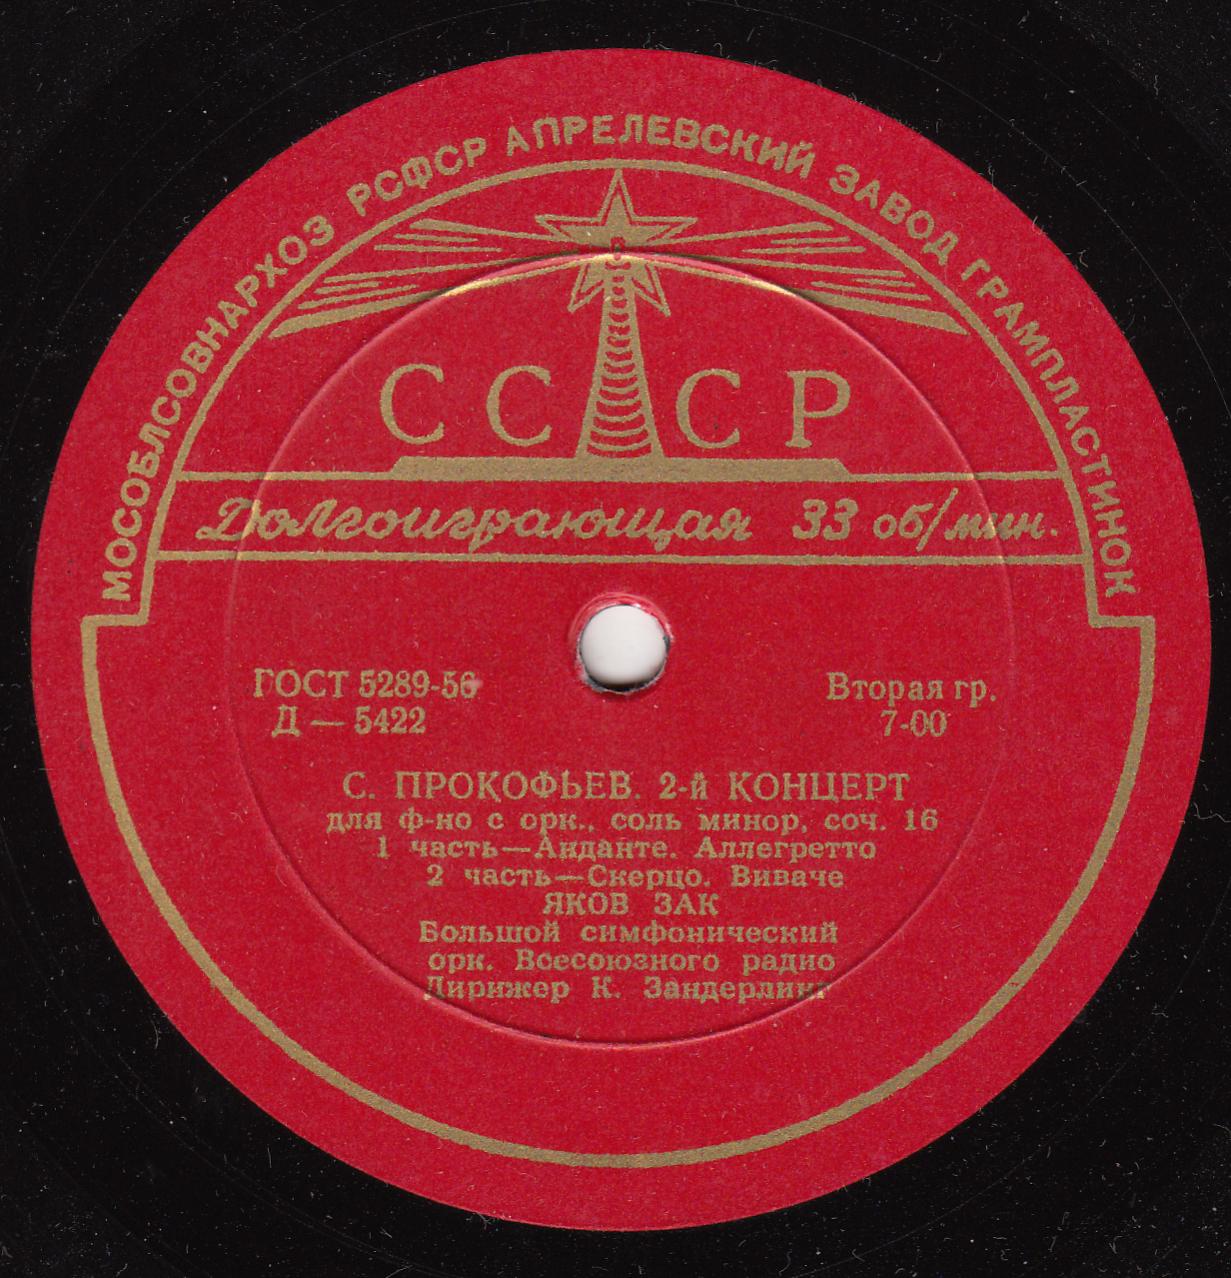 МОСОБЛСОВНАРХОЗ РСФСР АПРЕЛЕВСКИЙ ЗАВОД ГРАМПЛАСТИНОК
СССР
Долгоиграющая 33 об/мин.
ГОСТ 5289-56
Вторая гр.
Д — 5422
7-00
С. ПРОКОФЬЕВ. 2-й КОНЦЕРТ
для ф-но с орк., соль минор, соч. 16
1 часть—Анданте. Аллегретто
2 часть—Скерцо. Виваче
ЯКОВ ЗАК
Большой симфонический
орк. Всесоюзного радио
Дирижер К. Зандерлинг